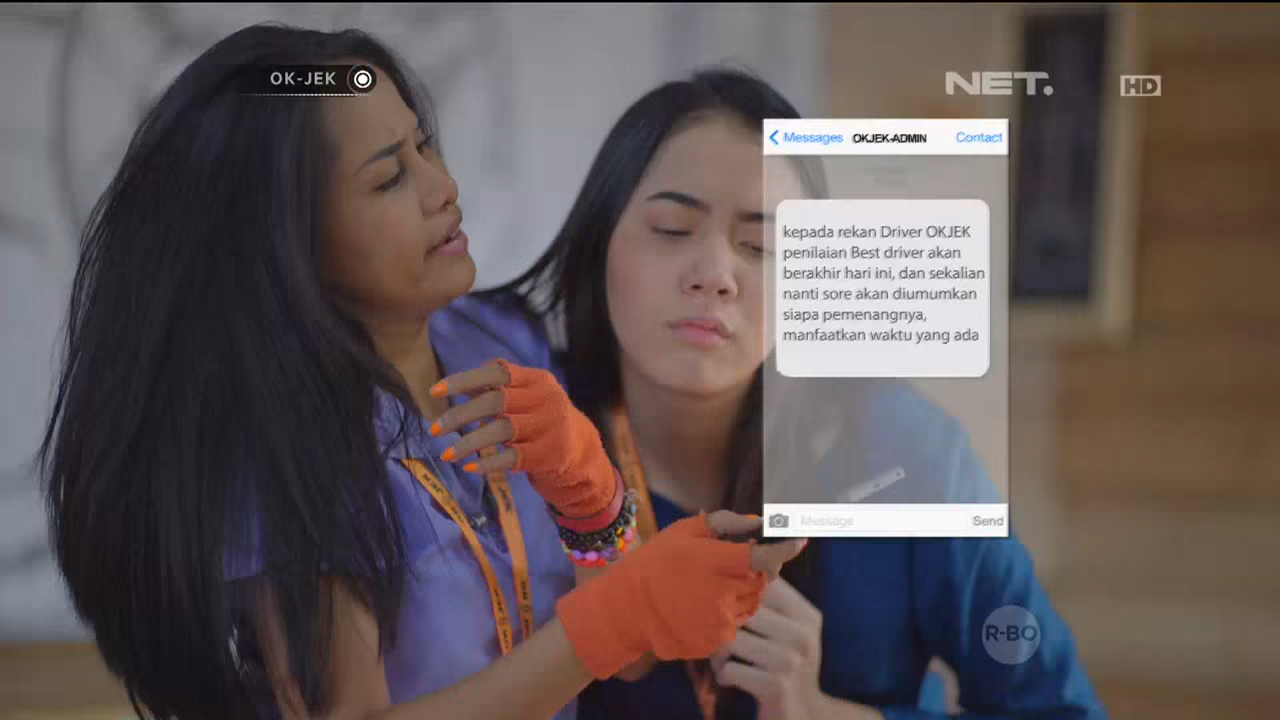 OK-JEK
NET.
HD
Messages OKJEK-ADMIN Contact
kepada rekan Driver OKJEK
penilaian Best driver akan
berakhir hari ini, dan sekalian
nanti sore akan diumumkan
siapa pemenangnya,
manfaatkan waktu yang ada
Message Send
R-BO